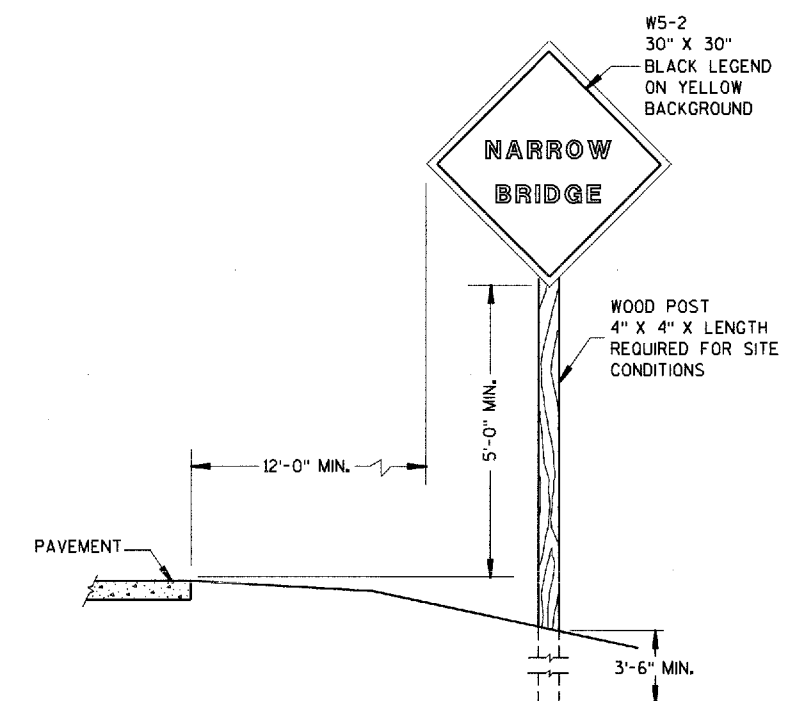 W5-2
30" X 30"
BLACK LEGEND
ON YELLOW
BACKGROUND
NARROW
BRIDGE
WOOD POST
4" X 4" X LENGTH
REQUIRED FOR SITE
CONDITIONS
5'-0" MIN.
12'-0" MIN.
PAVEMENT
3'-6" MIN.